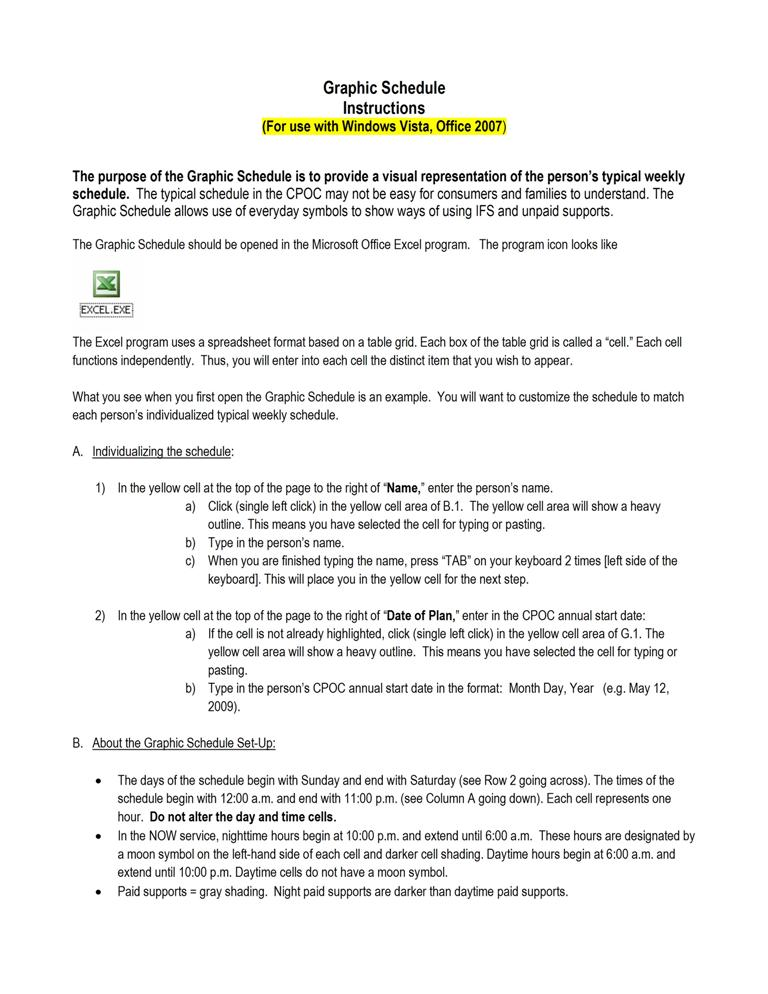 Graphic Schedule
Instructions
(For use with Windows Vista, Office 2007)
The purpose of the Graphic Schedule is to provide a visual representation of the person’s typical weekly
schedule. The typical schedule in the CPOC may not be easy for consumers and families to understand. The
Graphic Schedule allows use of everyday symbols to show ways of using IFS and unpaid supports.
The Graphic Schedule should be opened in the Microsoft Office Excel program. The program icon looks like
EXCEL.EXE
The Excel program uses a spreadsheet format based on a table grid. Each box of the table grid is called a “cell.” Each cell
functions independently. Thus, you will enter into each cell the distinct item that you wish to appear.
What you see when you first open the Graphic Schedule is an example. You will want to customize the schedule to match
each person’s individualized typical weekly schedule.
A. Individualizing the schedule:
1) In the yellow cell at the top of the page to the right of “Name,” enter the person’s name.
a) Click (single left click) in the yellow cell area of B.1. The yellow cell area will show a heavy
outline. This means you have selected the cell for typing or pasting.
b) Type in the person’s name.
c) When you are finished typing the name, press “TAB” on your keyboard 2 times [left side of the
keyboard]. This will place you in the yellow cell for the next step.
2) In the yellow cell at the top of the page to the right of “Date of Plan,” enter in the CPOC annual start date:
a) If the cell is not already highlighted, click (single left click) in the yellow cell area of G.1. The
yellow cell area will show a heavy outline. This means you have selected the cell for typing or
pasting.
b) Type in the person’s CPOC annual start date in the format: Month Day, Year (e.g. May 12,
2009).
B. About the Graphic Schedule Set-Up:
• The days of the schedule begin with Sunday and end with Saturday (see Row 2 going across). The times of the
schedule begin with 12:00 a.m. and end with 11:00 p.m. (see Column A going down). Each cell represents one
hour. Do not alter the day and time cells.
• In the NOW service, nighttime hours begin at 10:00 p.m. and extend until 6:00 a.m. These hours are designated by
a moon symbol on the left-hand side of each cell and darker cell shading. Daytime hours begin at 6:00 a.m. and
extend until 10:00 p.m. Daytime cells do not have a moon symbol.
• Paid supports = gray shading. Night paid supports are darker than daytime paid supports.